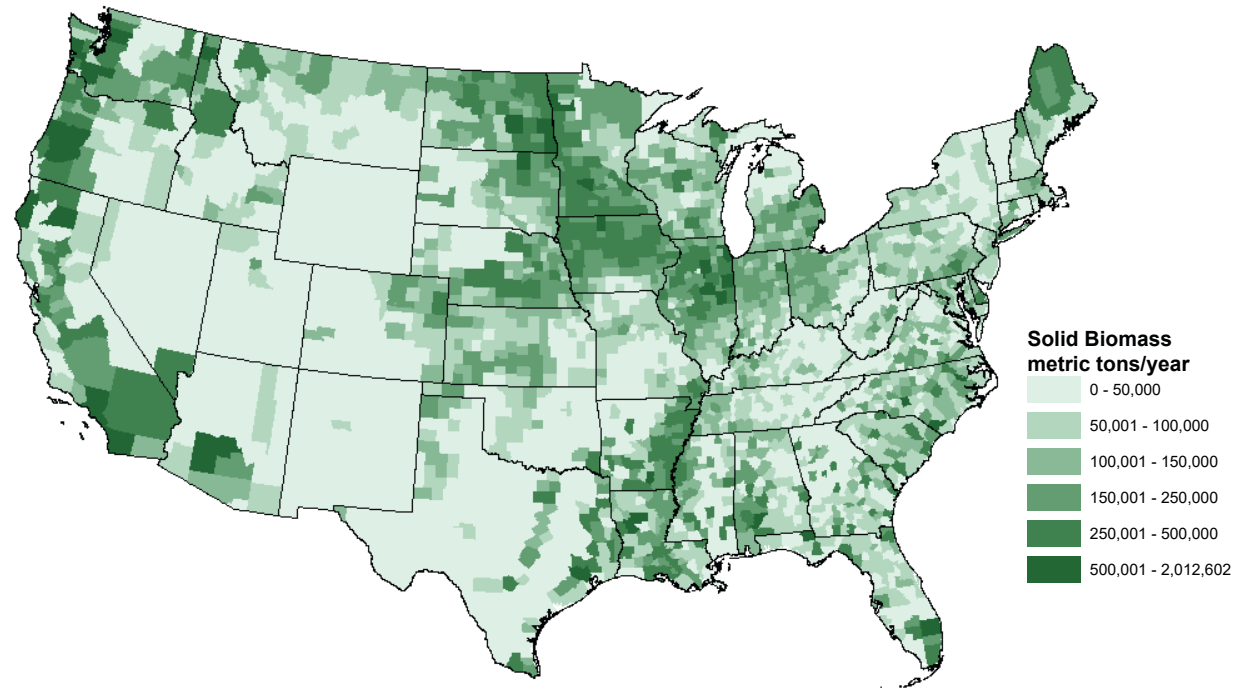 Solid Biomass
metric tons/year
0 - 50,000
50,001 - 100,000
100,001 - 150,000
150,001 - 250,000
250,001 - 500,000
500,001 - 2,012,602